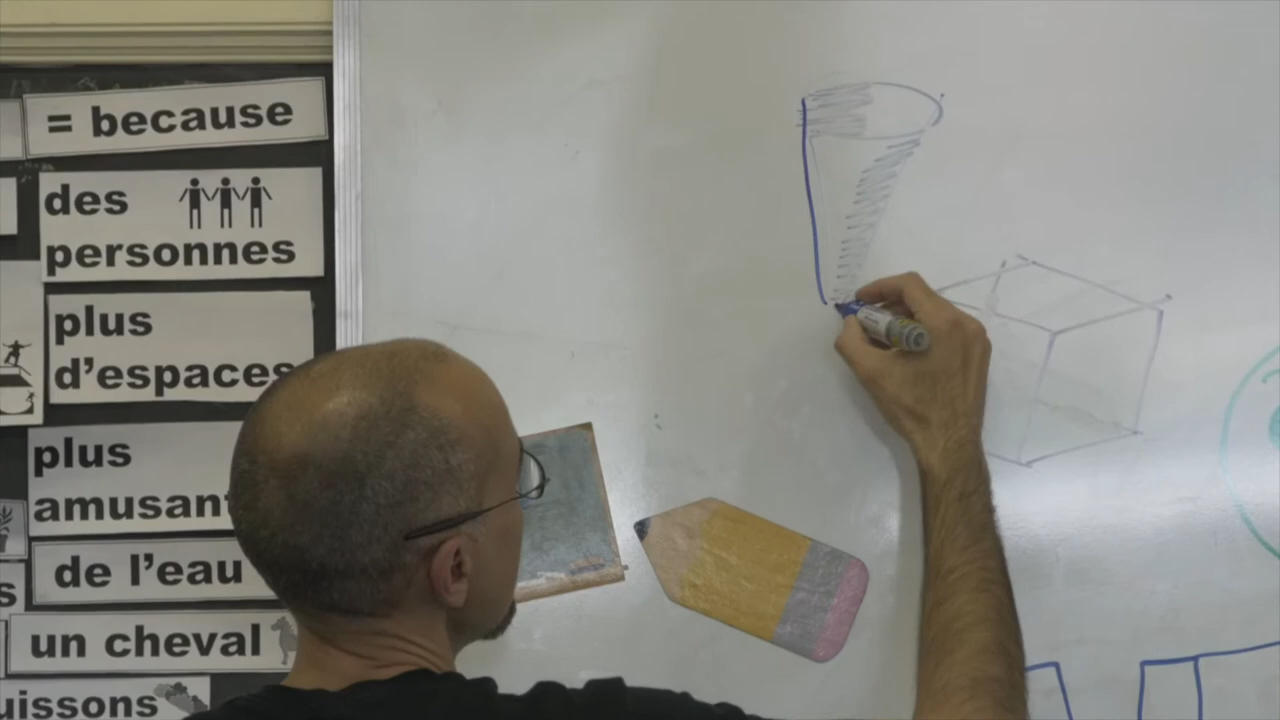 = because
des
personnes
plus
d'espaces
plus
amusant
de l'eau
s
un cheval
uissons